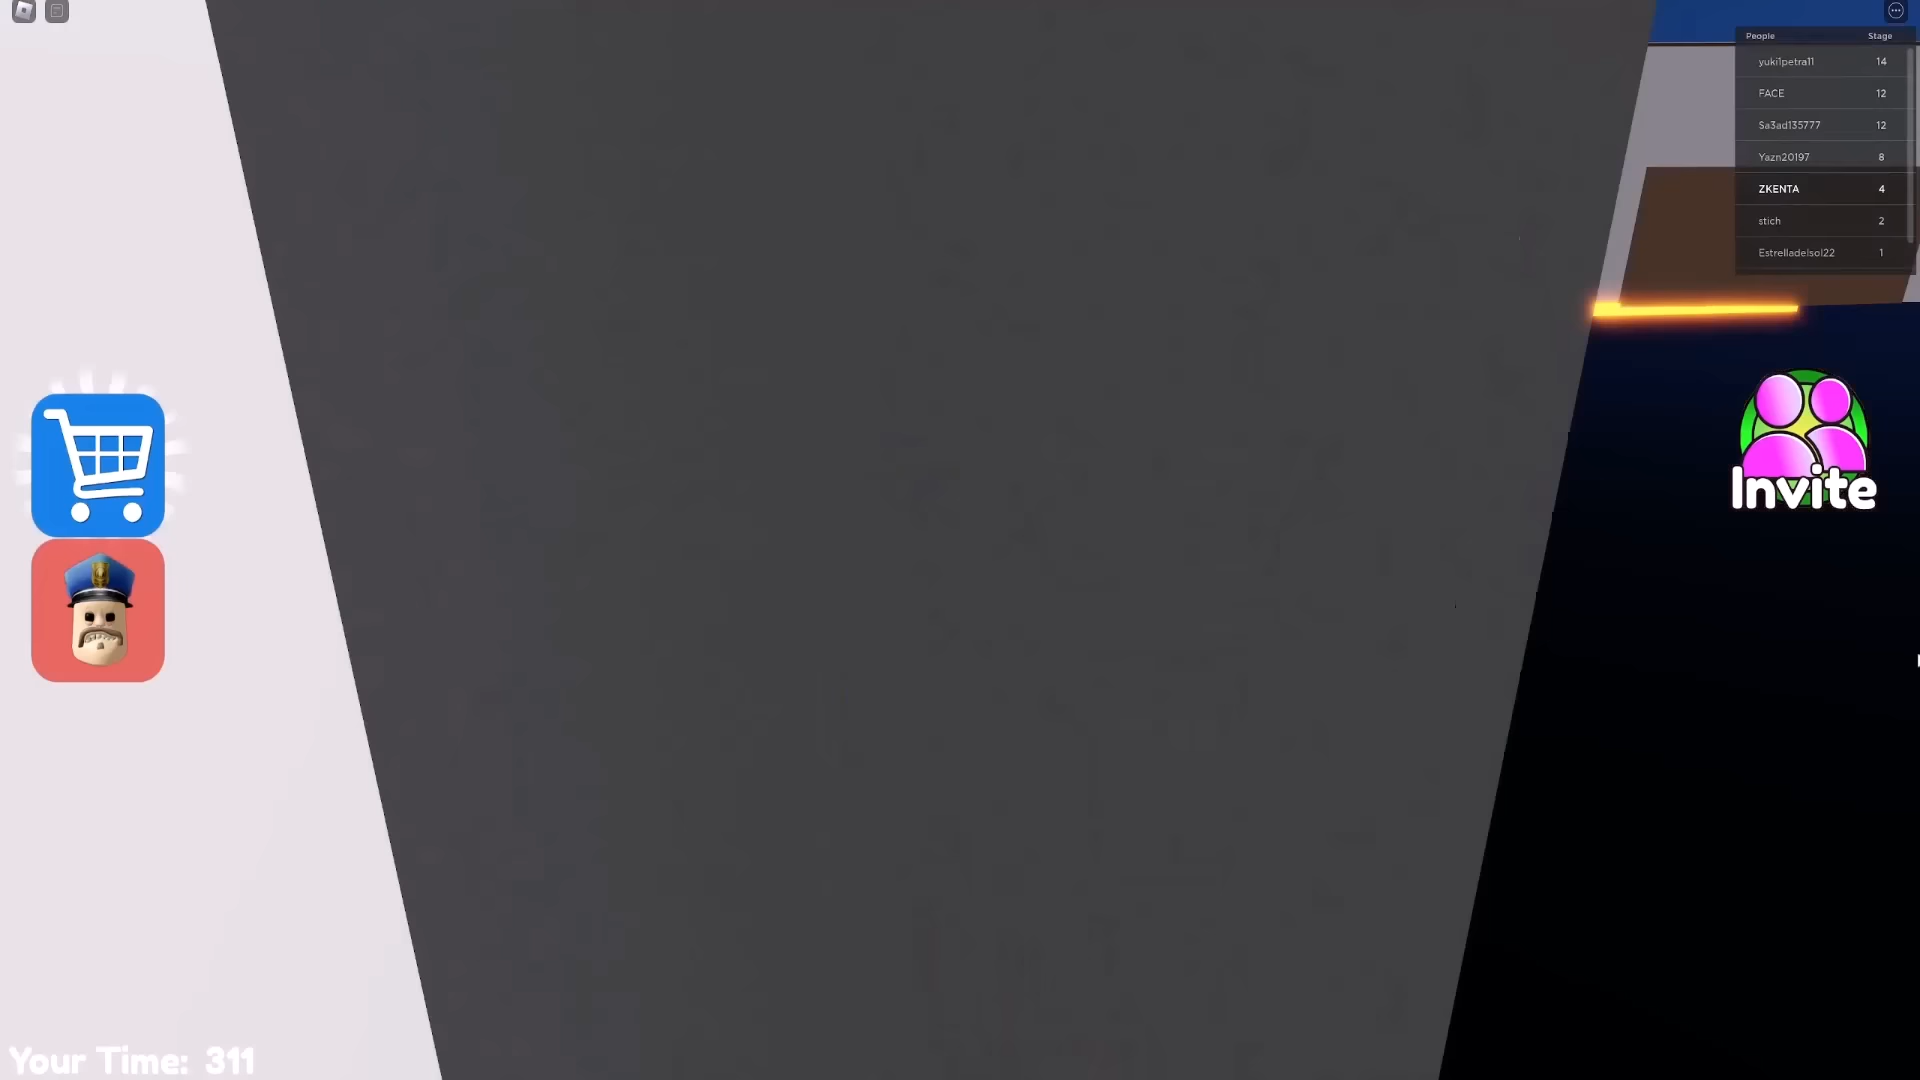 People Stage
yuki1petra11 14
FACE 12
Sa3ad135777 12
Yazn20197 8
ZKENTA 4
stich 2
Estrelladelsol22 1
Invite
Your Time: 311